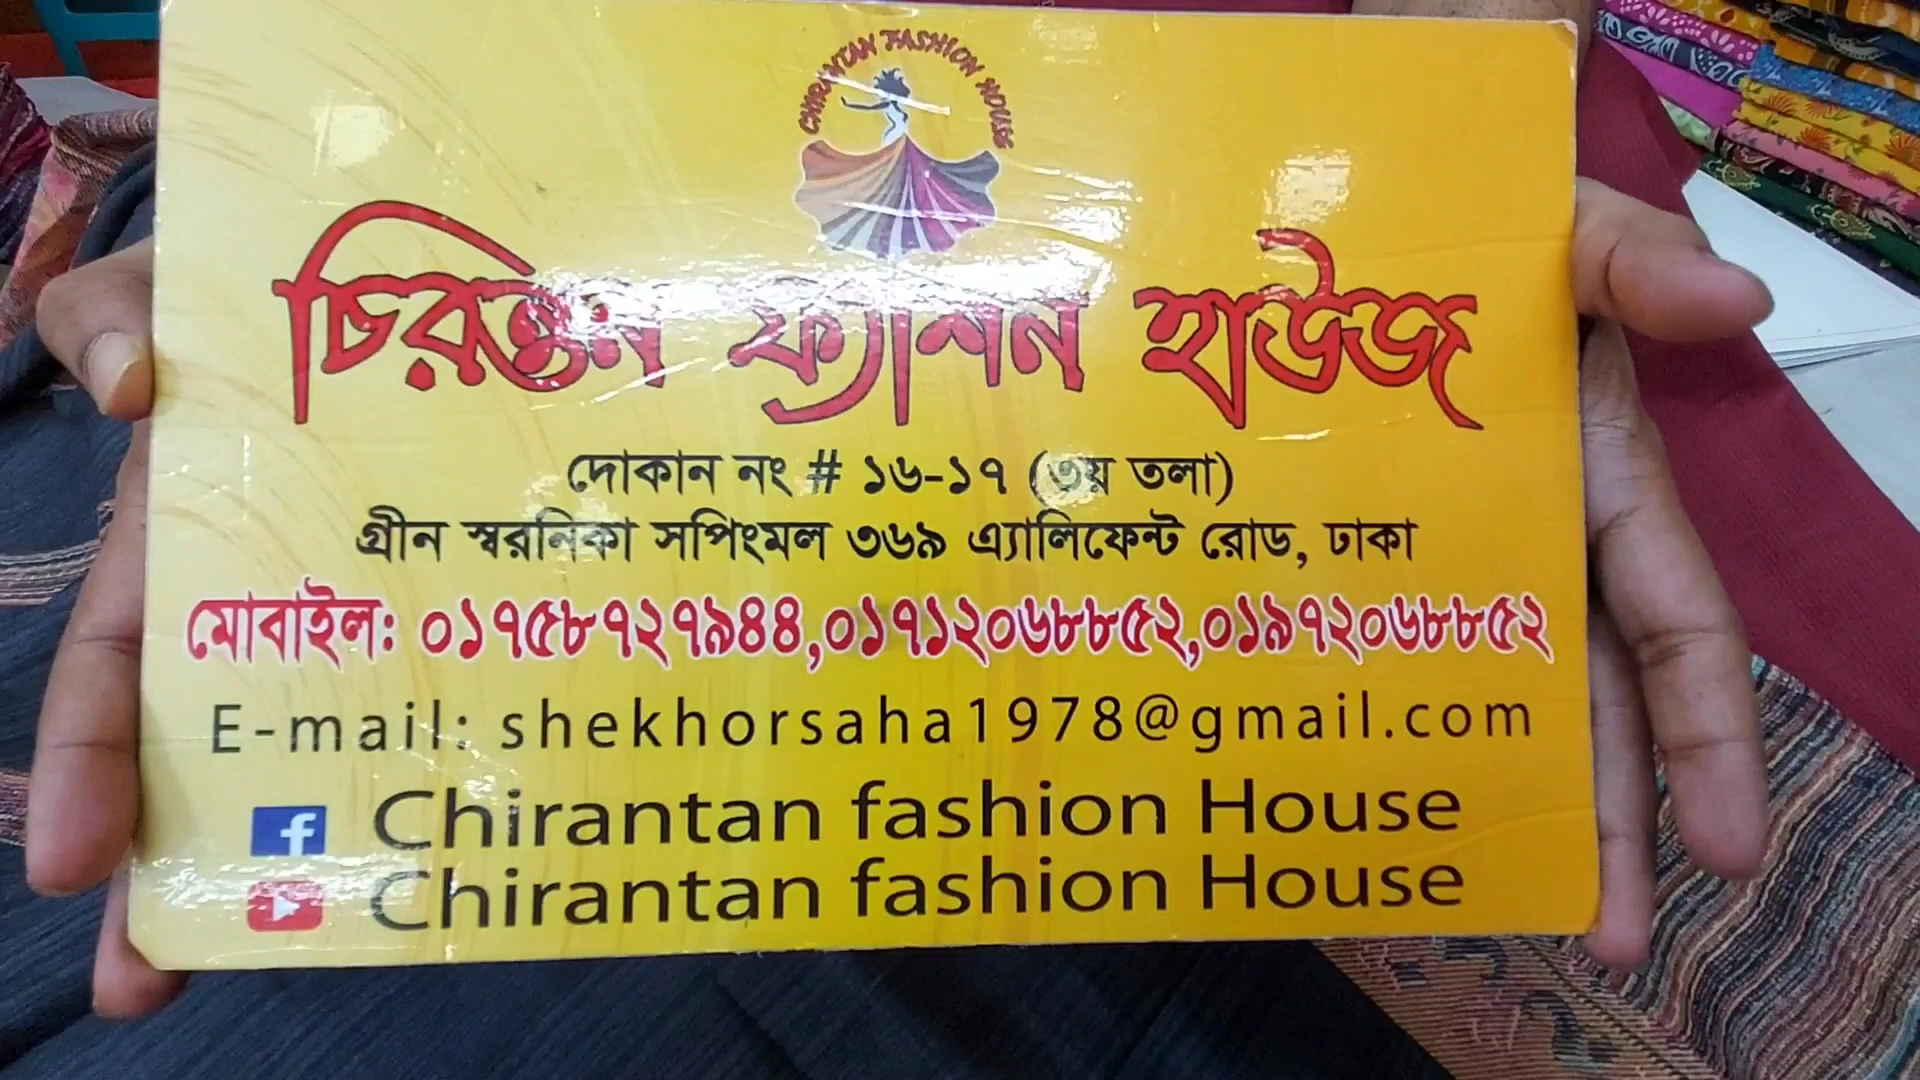 CHIRANTAN FASHION HOUSE
চিরন্তন ফ্যাশন হাউজ
দোকান নং # ১৬-১৭ (৩য় তলা)
গ্রীন স্বরনিকা সপিংমল ৩৬৯ এ্যালিফেন্ট রোড, ঢাকা
মোবাইল: ০১৭৫৮৭২৭৯৪৪,০১৭১২০৬৮৮৫২,০১৯৭২০৬৮৮৫২
E-mail: shekhorsaha1978@gmail.com
f Chirantan fashion House
Chirantan fashion House